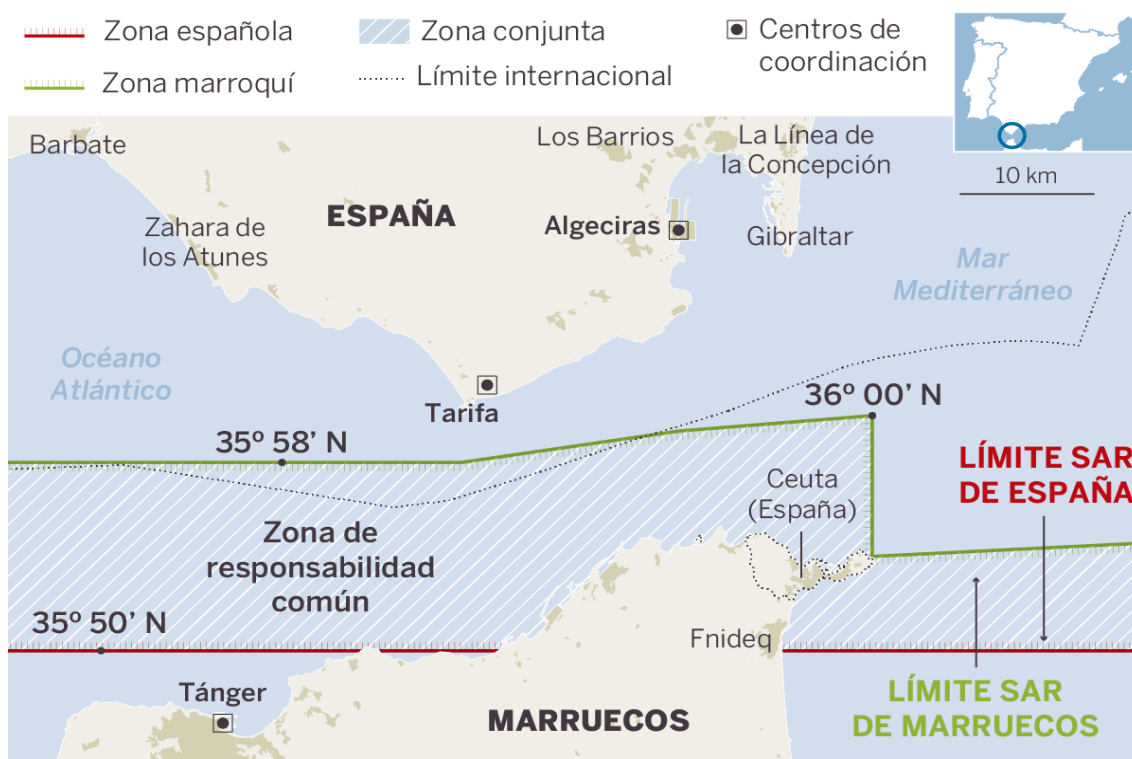 Zona española
Zona conjunta
Centros de
coordinación
Zona marroquí
Límite internacional
10 km
Barbate
Los Barrios
La Línea de
la Concepción
ESPAÑA
Algeciras
Gibraltar
Zahara de
los Atunes
Mar
Mediterráneo
Océano
Atlántico
Tarifa
36º 00’ N
35º 58’ N
LÍMITE SAR
DE ESPAÑA
Ceuta
(España)
Zona de
responsabilidad
común
35º 50’ N
Fnideq
Tánger
MARRUECOS
LÍMITE SAR
DE MARRUECOS